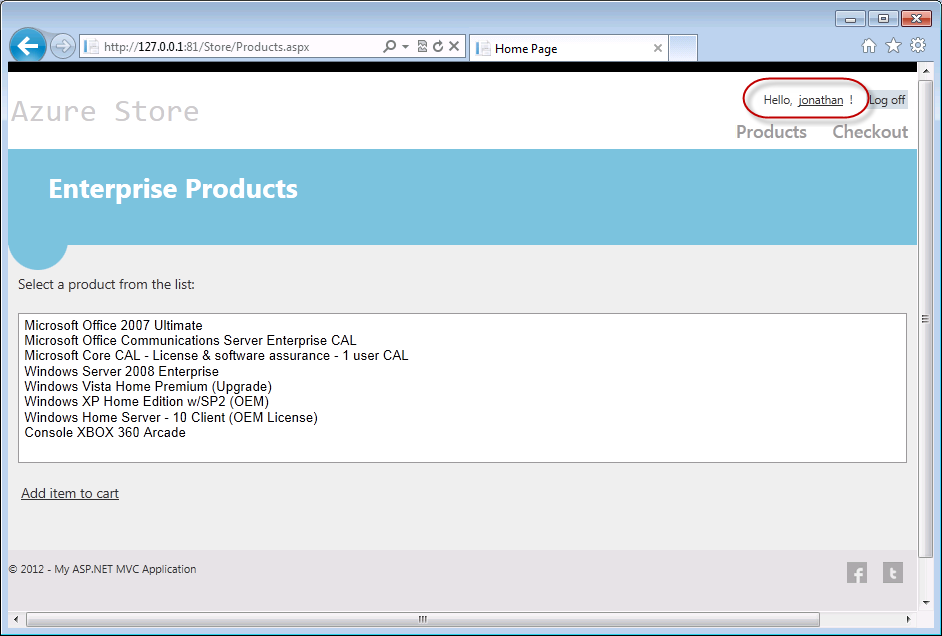 http://127.0.0.1:81/Store/Products.aspx
Home Page
Azure Store
Hello, jonathan !
Log off
Products
Checkout
Enterprise Products
Select a product from the list:
Microsoft Office 2007 Ultimate
Microsoft Office Communications Server Enterprise CAL
Microsoft Core CAL - License & software assurance - 1 user CAL
Windows Server 2008 Enterprise
Windows Vista Home Premium (Upgrade)
Windows XP Home Edition w/SP2 (OEM)
Windows Home Server - 10 Client (OEM License)
Console XBOX 360 Arcade
Add item to cart
© 2012 - My ASP.NET MVC Application